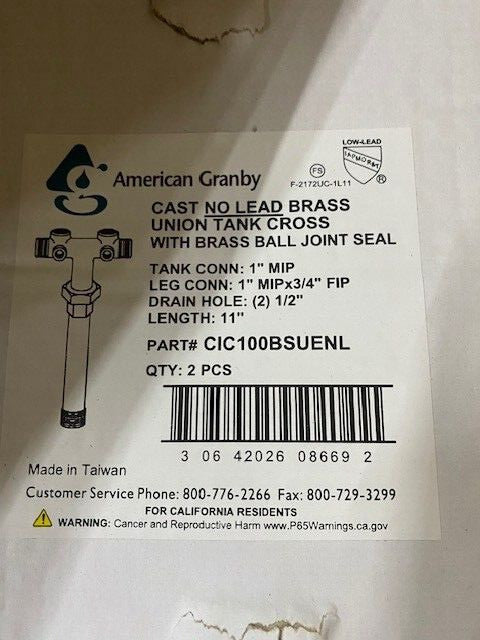 LOW-LEAD
IAPMO R&T
®
FS
F-2172UC-1L11
American Granby
CAST NO LEAD BRASS
UNION TANK CROSS
WITH BRASS BALL JOINT SEAL
TANK CONN: 1" MIP
LEG CONN: 1" MIPx3/4" FIP
DRAIN HOLE: (2) 1/2"
LENGTH: 11"
PART# CIC100BSUENL
QTY: 2 PCS
3 06 42026 08669 2
Made in Taiwan
Customer Service Phone: 800-776-2266 Fax: 800-729-3299
FOR CALIFORNIA RESIDENTS
WARNING: Cancer and Reproductive Harm www.P65Warnings.ca.gov